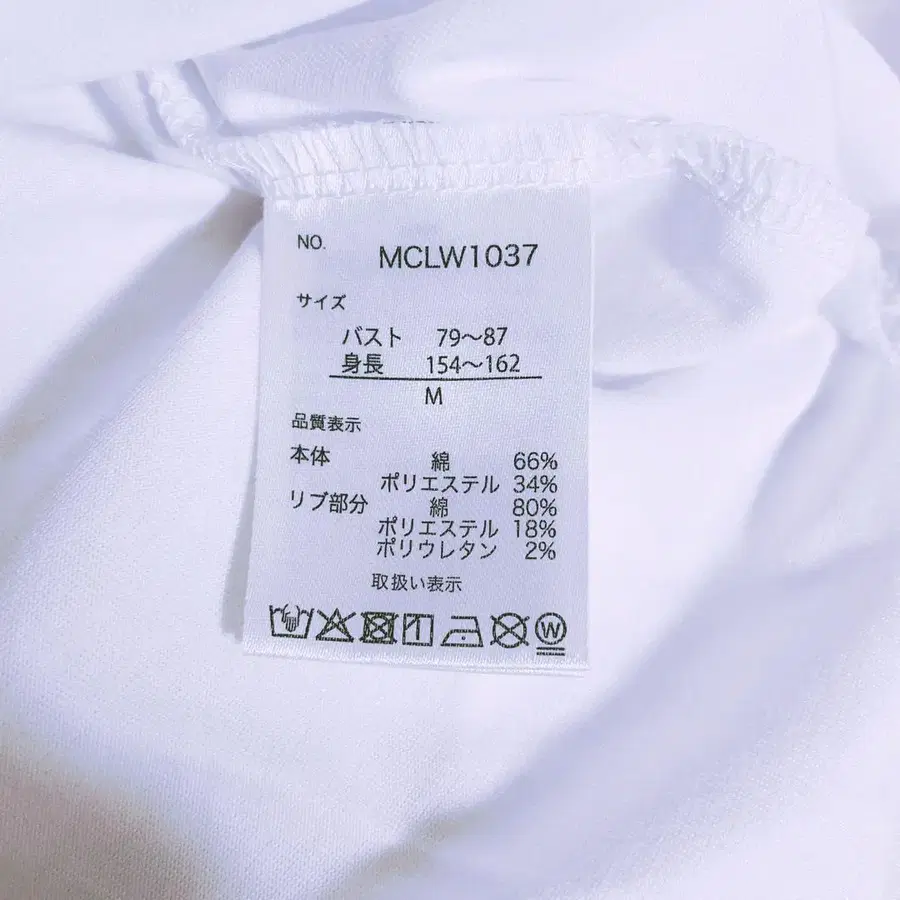 NO. MCLW1037
サイズ
バスト 79～87
身長 154～162
M
品質表示
本体 綿 66%
ポリエステル 34%
リブ部分 綿 80%
ポリエステル 18%
ポリウレタン 2%
取扱い表示
W